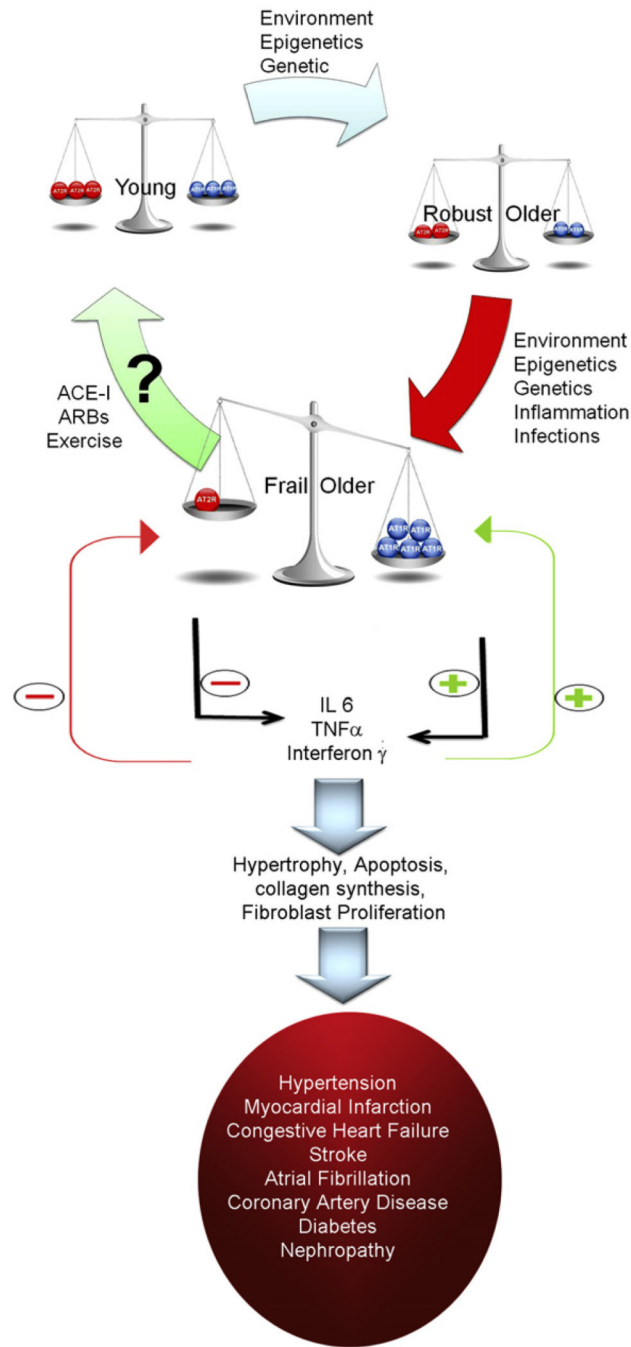 Environment
Epigenetics
Genetic
AT2R AT2R AT2R
Young
AT1R AT1R AT1R
Robust Older
AT2R AT2R
AT1R AT1R
Environment
Epigenetics
Genetics
Inflammation
Infections
?
ACE-I
ARBs
Exercise
Frail Older
AT2R
AT1R AT1R
AT1R AT1R AT1R
IL 6
TNFα
Interferon γ
Hypertrophy, Apoptosis,
collagen synthesis,
Fibroblast Proliferation
Hypertension
Myocardial Infarction
Congestive Heart Failure
Stroke
Atrial Fibrillation
Coronary Artery Disease
Diabetes
Nephropathy